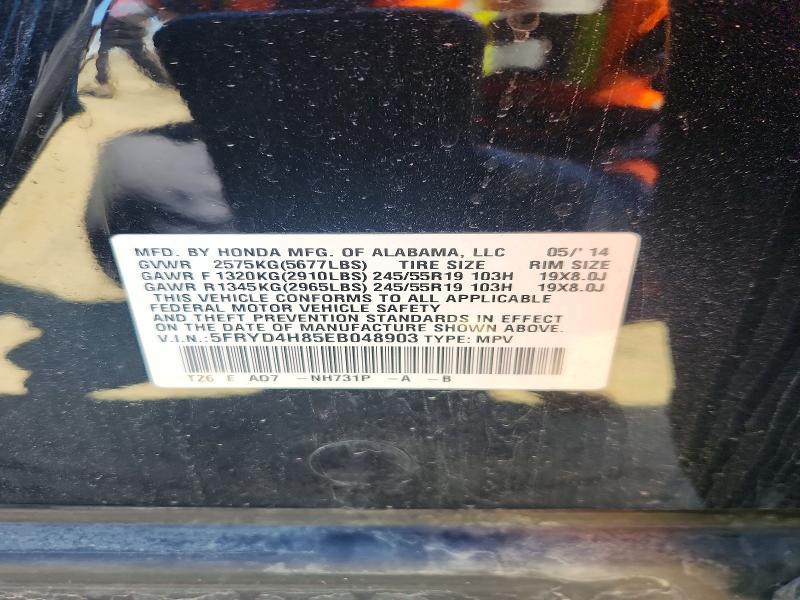 MFD. BY HONDA MFG. OF ALABAMA, LLC 05/' 14
GVWR 2575KG(5677LBS) TIRE SIZE RIM SIZE
GAWR F 1320KG(2910LBS) 245/55R19 103H 19X8.0J
GAWR R1345KG(2965LBS) 245/55R19 103H 19X8.0J
THIS VEHICLE CONFORMS TO ALL APPLICABLE
FEDERAL MOTOR VEHICLE SAFETY
AND THEFT PREVENTION STANDARDS IN EFFECT
ON THE DATE OF MANUFACTURE SHOWN ABOVE.
V.I.N.:5FRYD4H85EB048903 TYPE: MPV
TZ6 E AD7 -NH731P -A -B